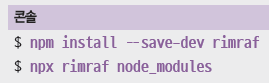 콘솔
$ npm install --save-dev rimraf
$ npx rimraf node_modules